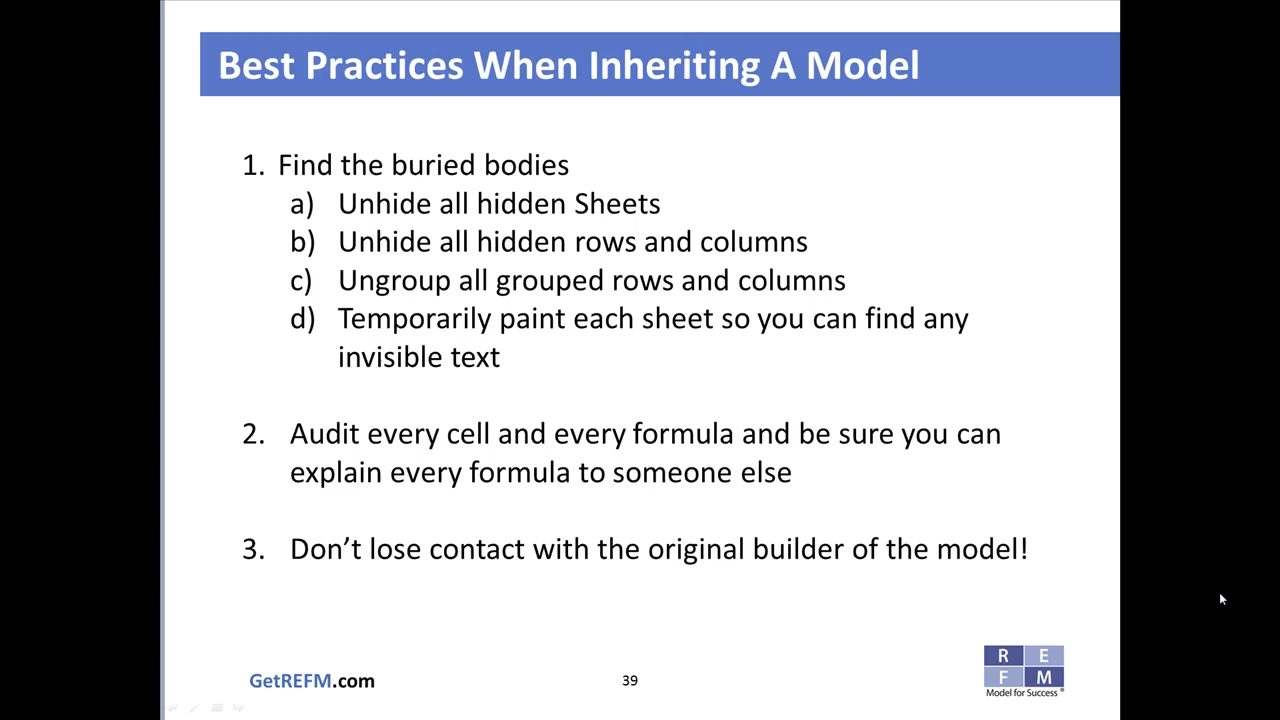 Best Practices When Inheriting A Model
1. Find the buried bodies
a) Unhide all hidden Sheets
b) Unhide all hidden rows and columns
c) Ungroup all grouped rows and columns
d) Temporarily paint each sheet so you can find any
invisible text
2. Audit every cell and every formula and be sure you can
explain every formula to someone else
3. Don’t lose contact with the original builder of the model!
GetREFM.com
39
R E
F M
Model for Success ®